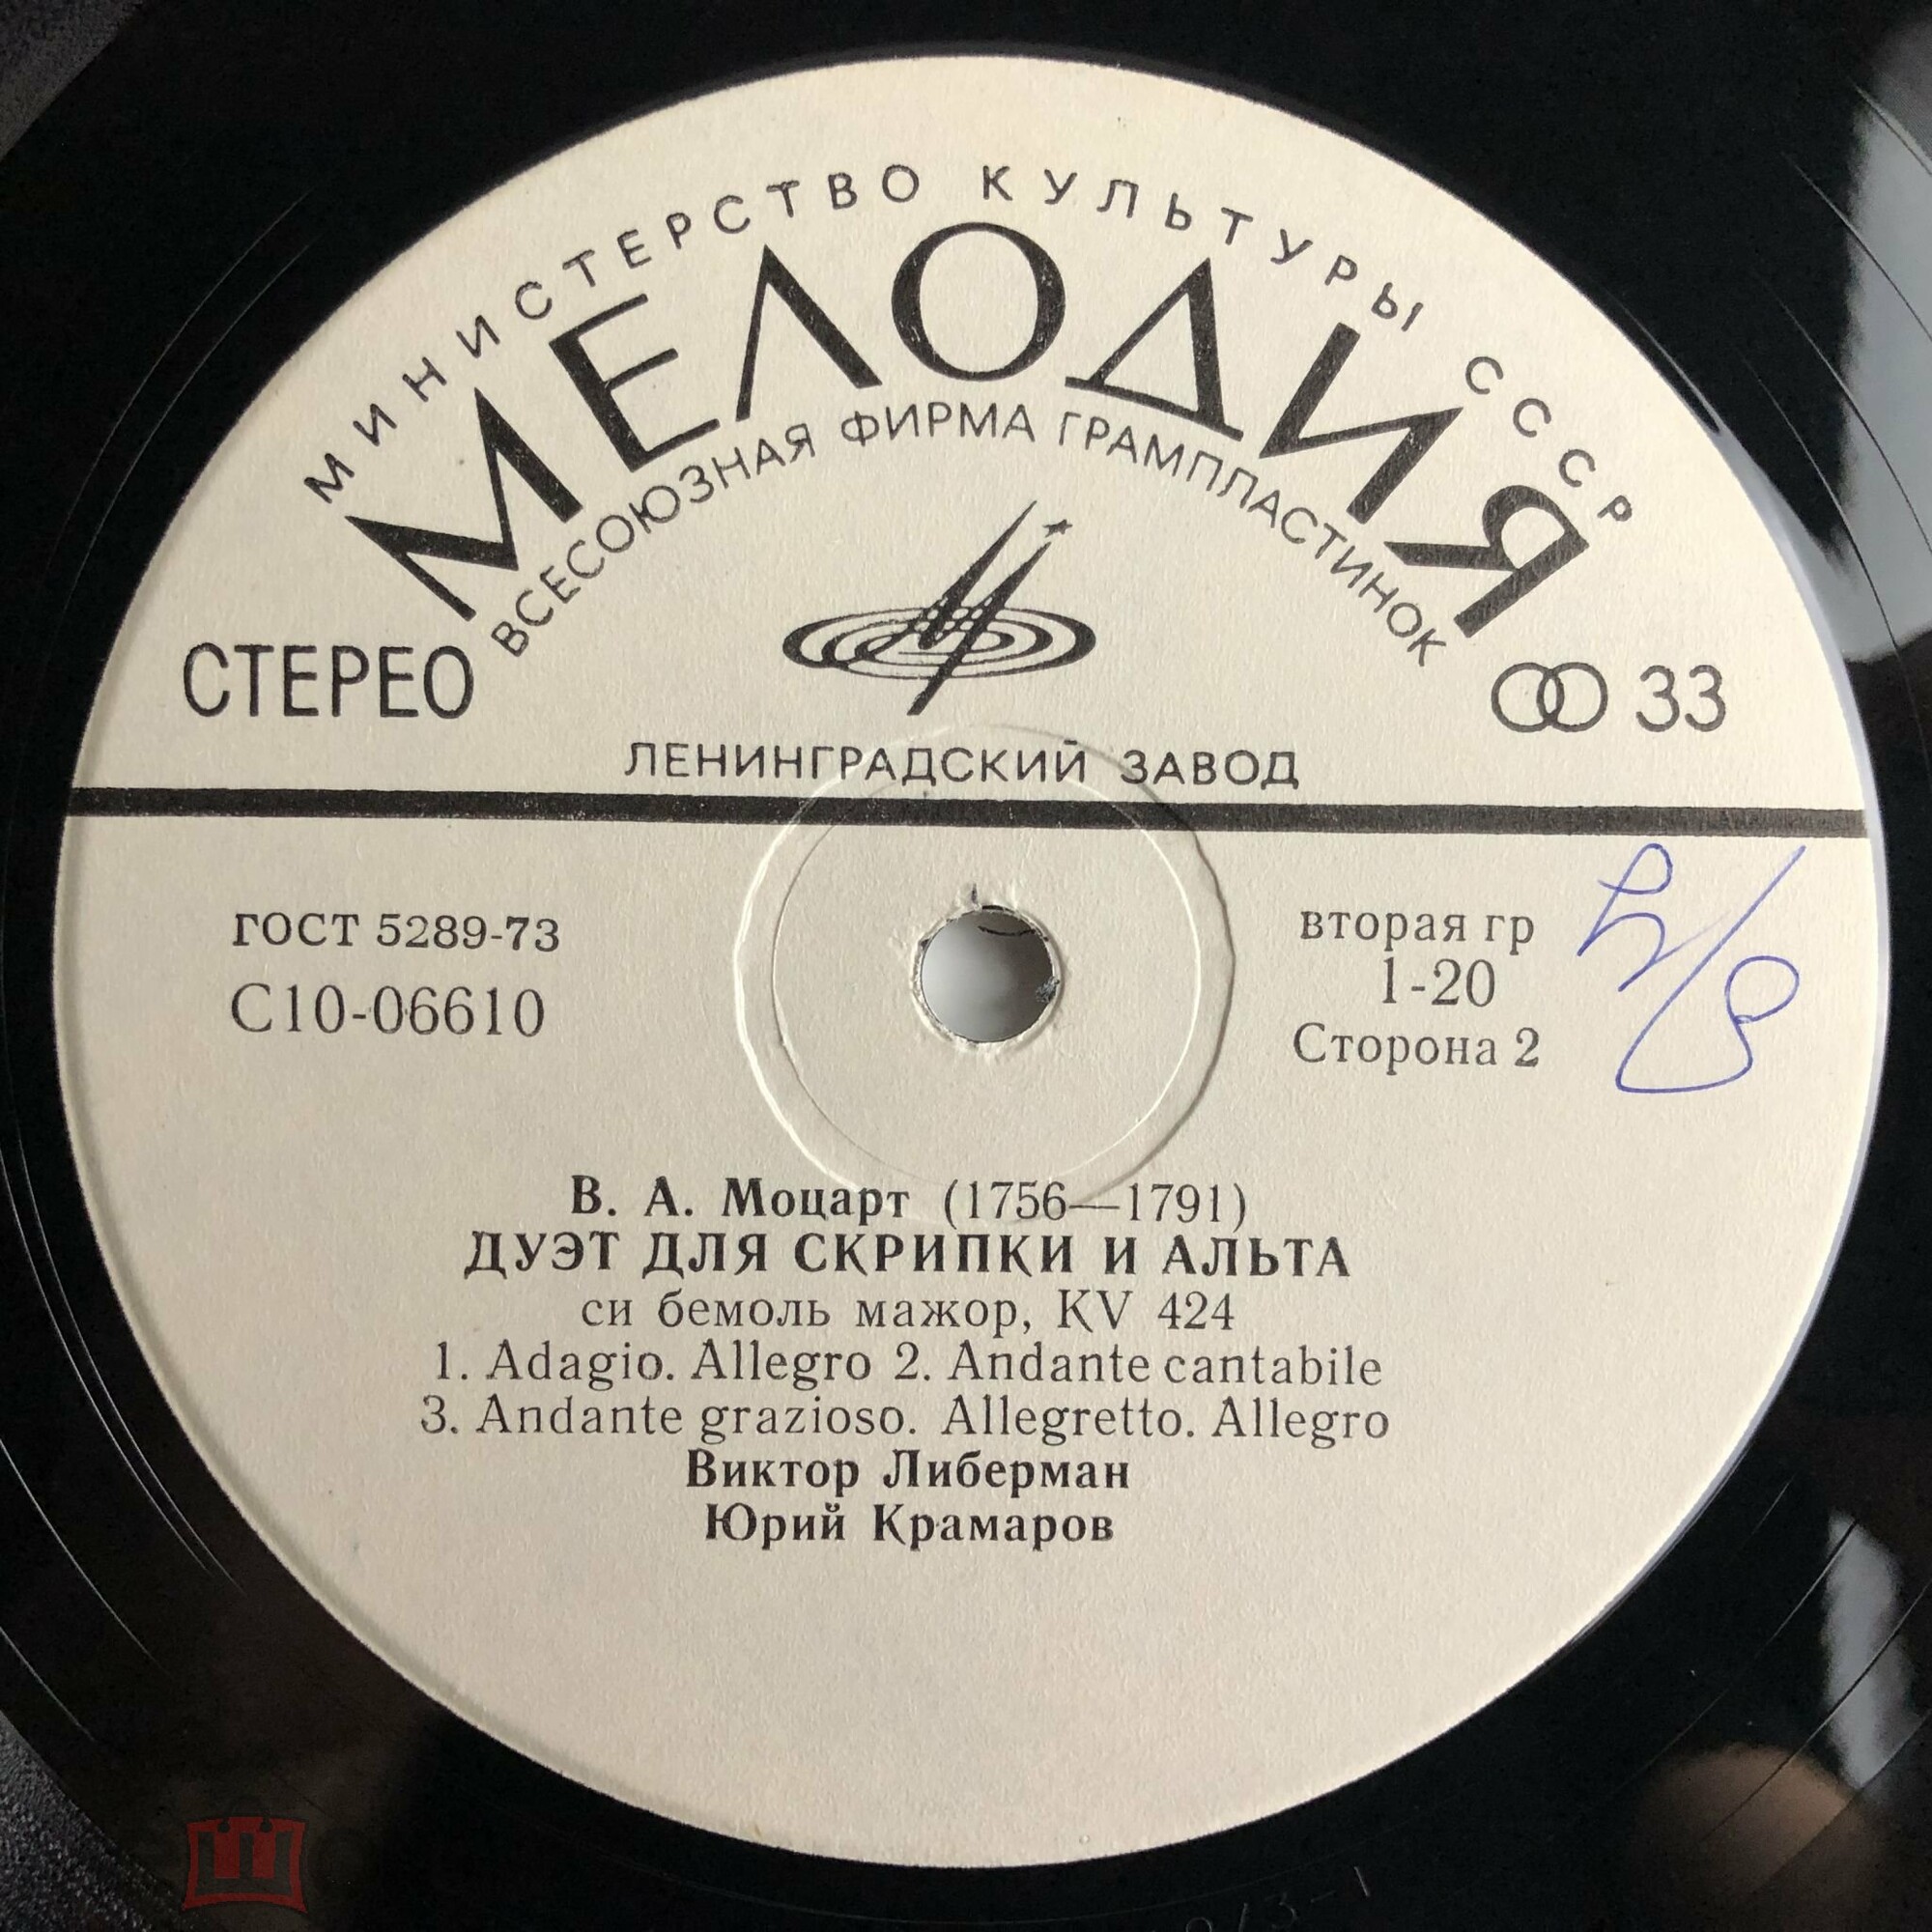 МИНИСТЕРСТВО КУЛЬТУРЫ СССР
МЕЛОДИЯ
ВСЕСОЮЗНАЯ ФИРМА ГРАМПЛАСТИНОК
СТЕРЕО
33
ЛЕНИНГРАДСКИЙ ЗАВОД
ГОСТ 5289-73
С10-06610
вторая гр
1-20
Сторона 2
В. А. Моцарт (1756—1791)
ДУЭТ ДЛЯ СКРИПКИ И АЛЬТА
си бемоль мажор, KV 424
1. Adagio. Allegro 2. Andante cantabile
3. Andante grazioso. Allegretto. Allegro
Виктор Либерман
Юрий Крамаров